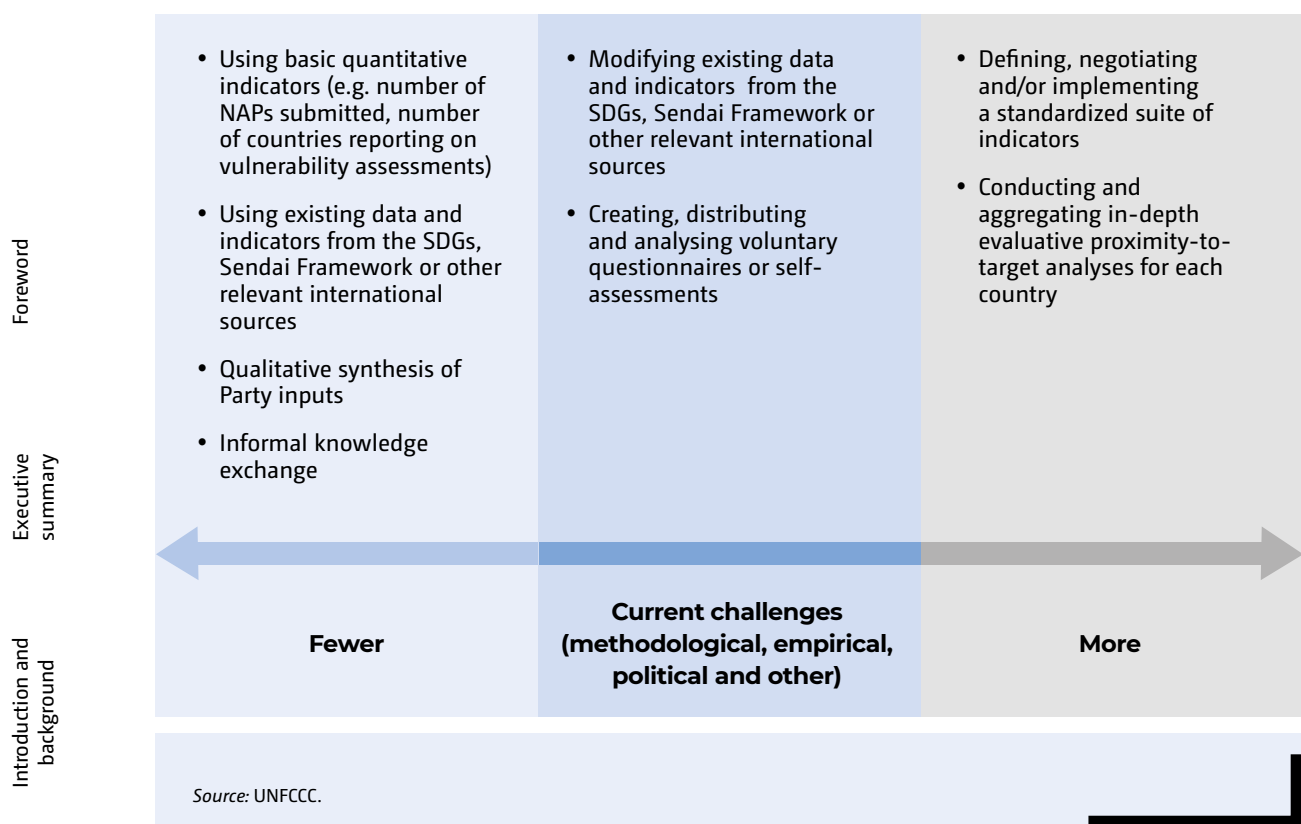 Foreword
Executive
summary
Introduction and
background
• Using basic quantitative
indicators (e.g. number of
NAPs submitted, number
of countries reporting on
vulnerability assessments)
• Using existing data and
indicators from the SDGs,
Sendai Framework or other
relevant international
sources
• Qualitative synthesis of
Party inputs
• Informal knowledge
exchange
• Modifying existing data
and indicators from the
SDGs, Sendai Framework or
other relevant international
sources
• Creating, distributing
and analysing voluntary
questionnaires or self-
assessments
• Defining, negotiating
and/or implementing
a standardized suite of
indicators
• Conducting and
aggregating in-depth
evaluative proximity-to-
target analyses for each
country
Fewer
Current challenges
(methodological, empirical,
political and other)
More
Source: UNFCCC.